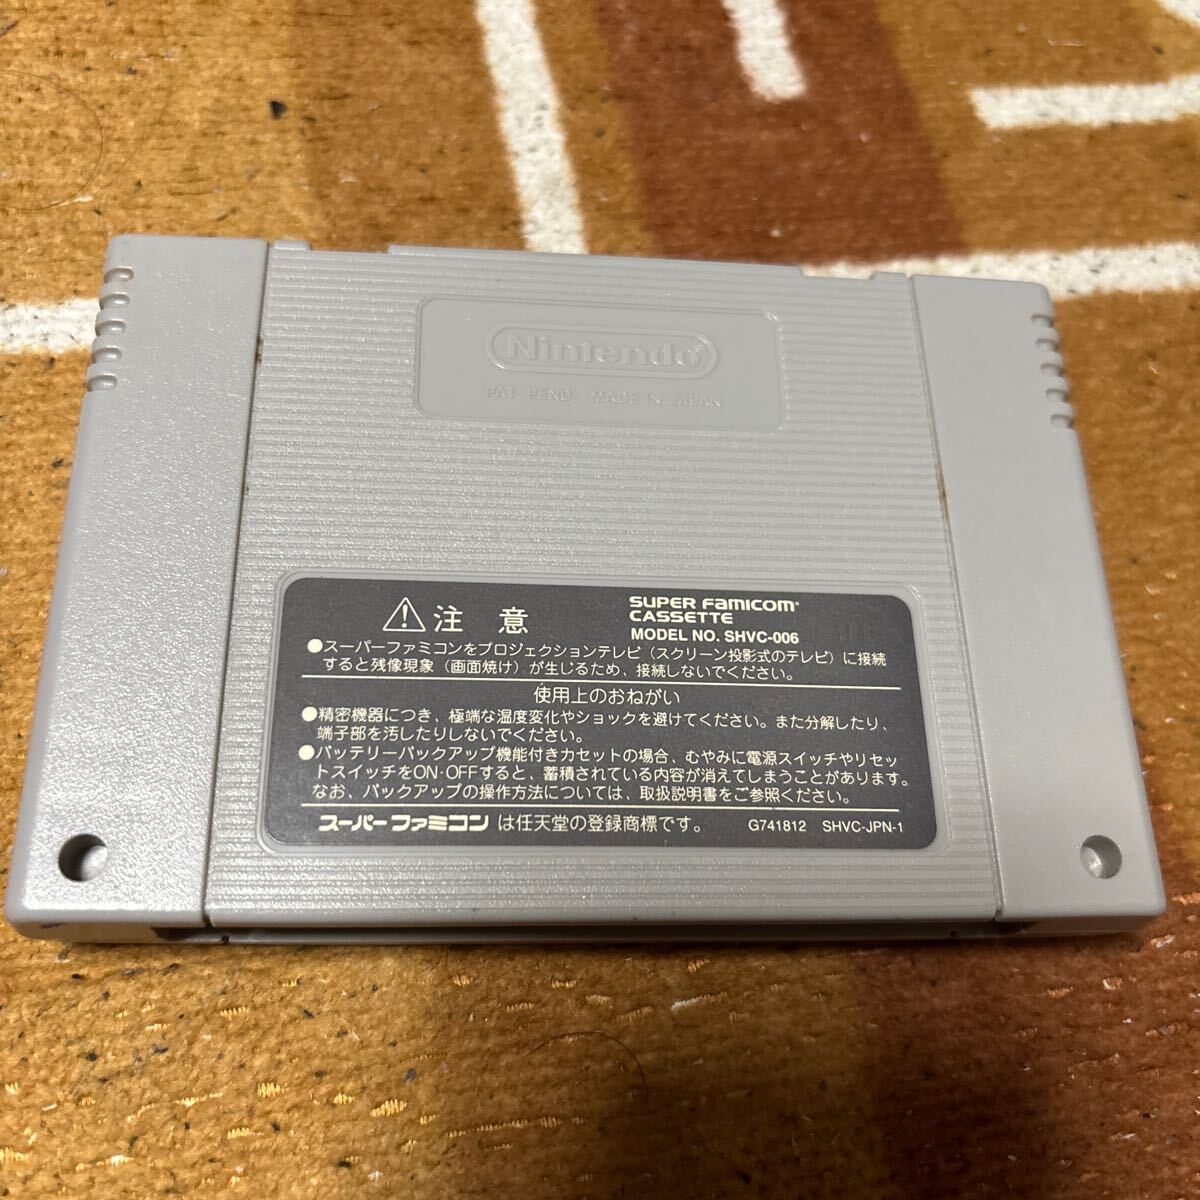 Nintendo
PAT. PEND. MADE IN JAPAN
⚠注意
SUPER FAMICOM
CASSETTE
MODEL NO. SHVC-006
●スーパーファミコンをプロジェクションテレビ（スクリーン投影式のテレビ）に接続
すると残像現象（画面焼け）が生じるため、接続しないでください。
使用上のおねがい
●精密機器につき、極端な温度変化やショックを避けてください。また分解したり、
端子部を汚したりしないでください。
●バッテリーバックアップ機能付きカセットの場合、むやみに電源スイッチやリセッ
トスイッチをON・OFFすると、蓄積されている内容が消えてしまうことがあります。
なお、バックアップの操作方法については、取扱説明書をご参照ください。
スーパーファミコンは任天堂の登録商標です。 G741812 SHVC-JPN-1